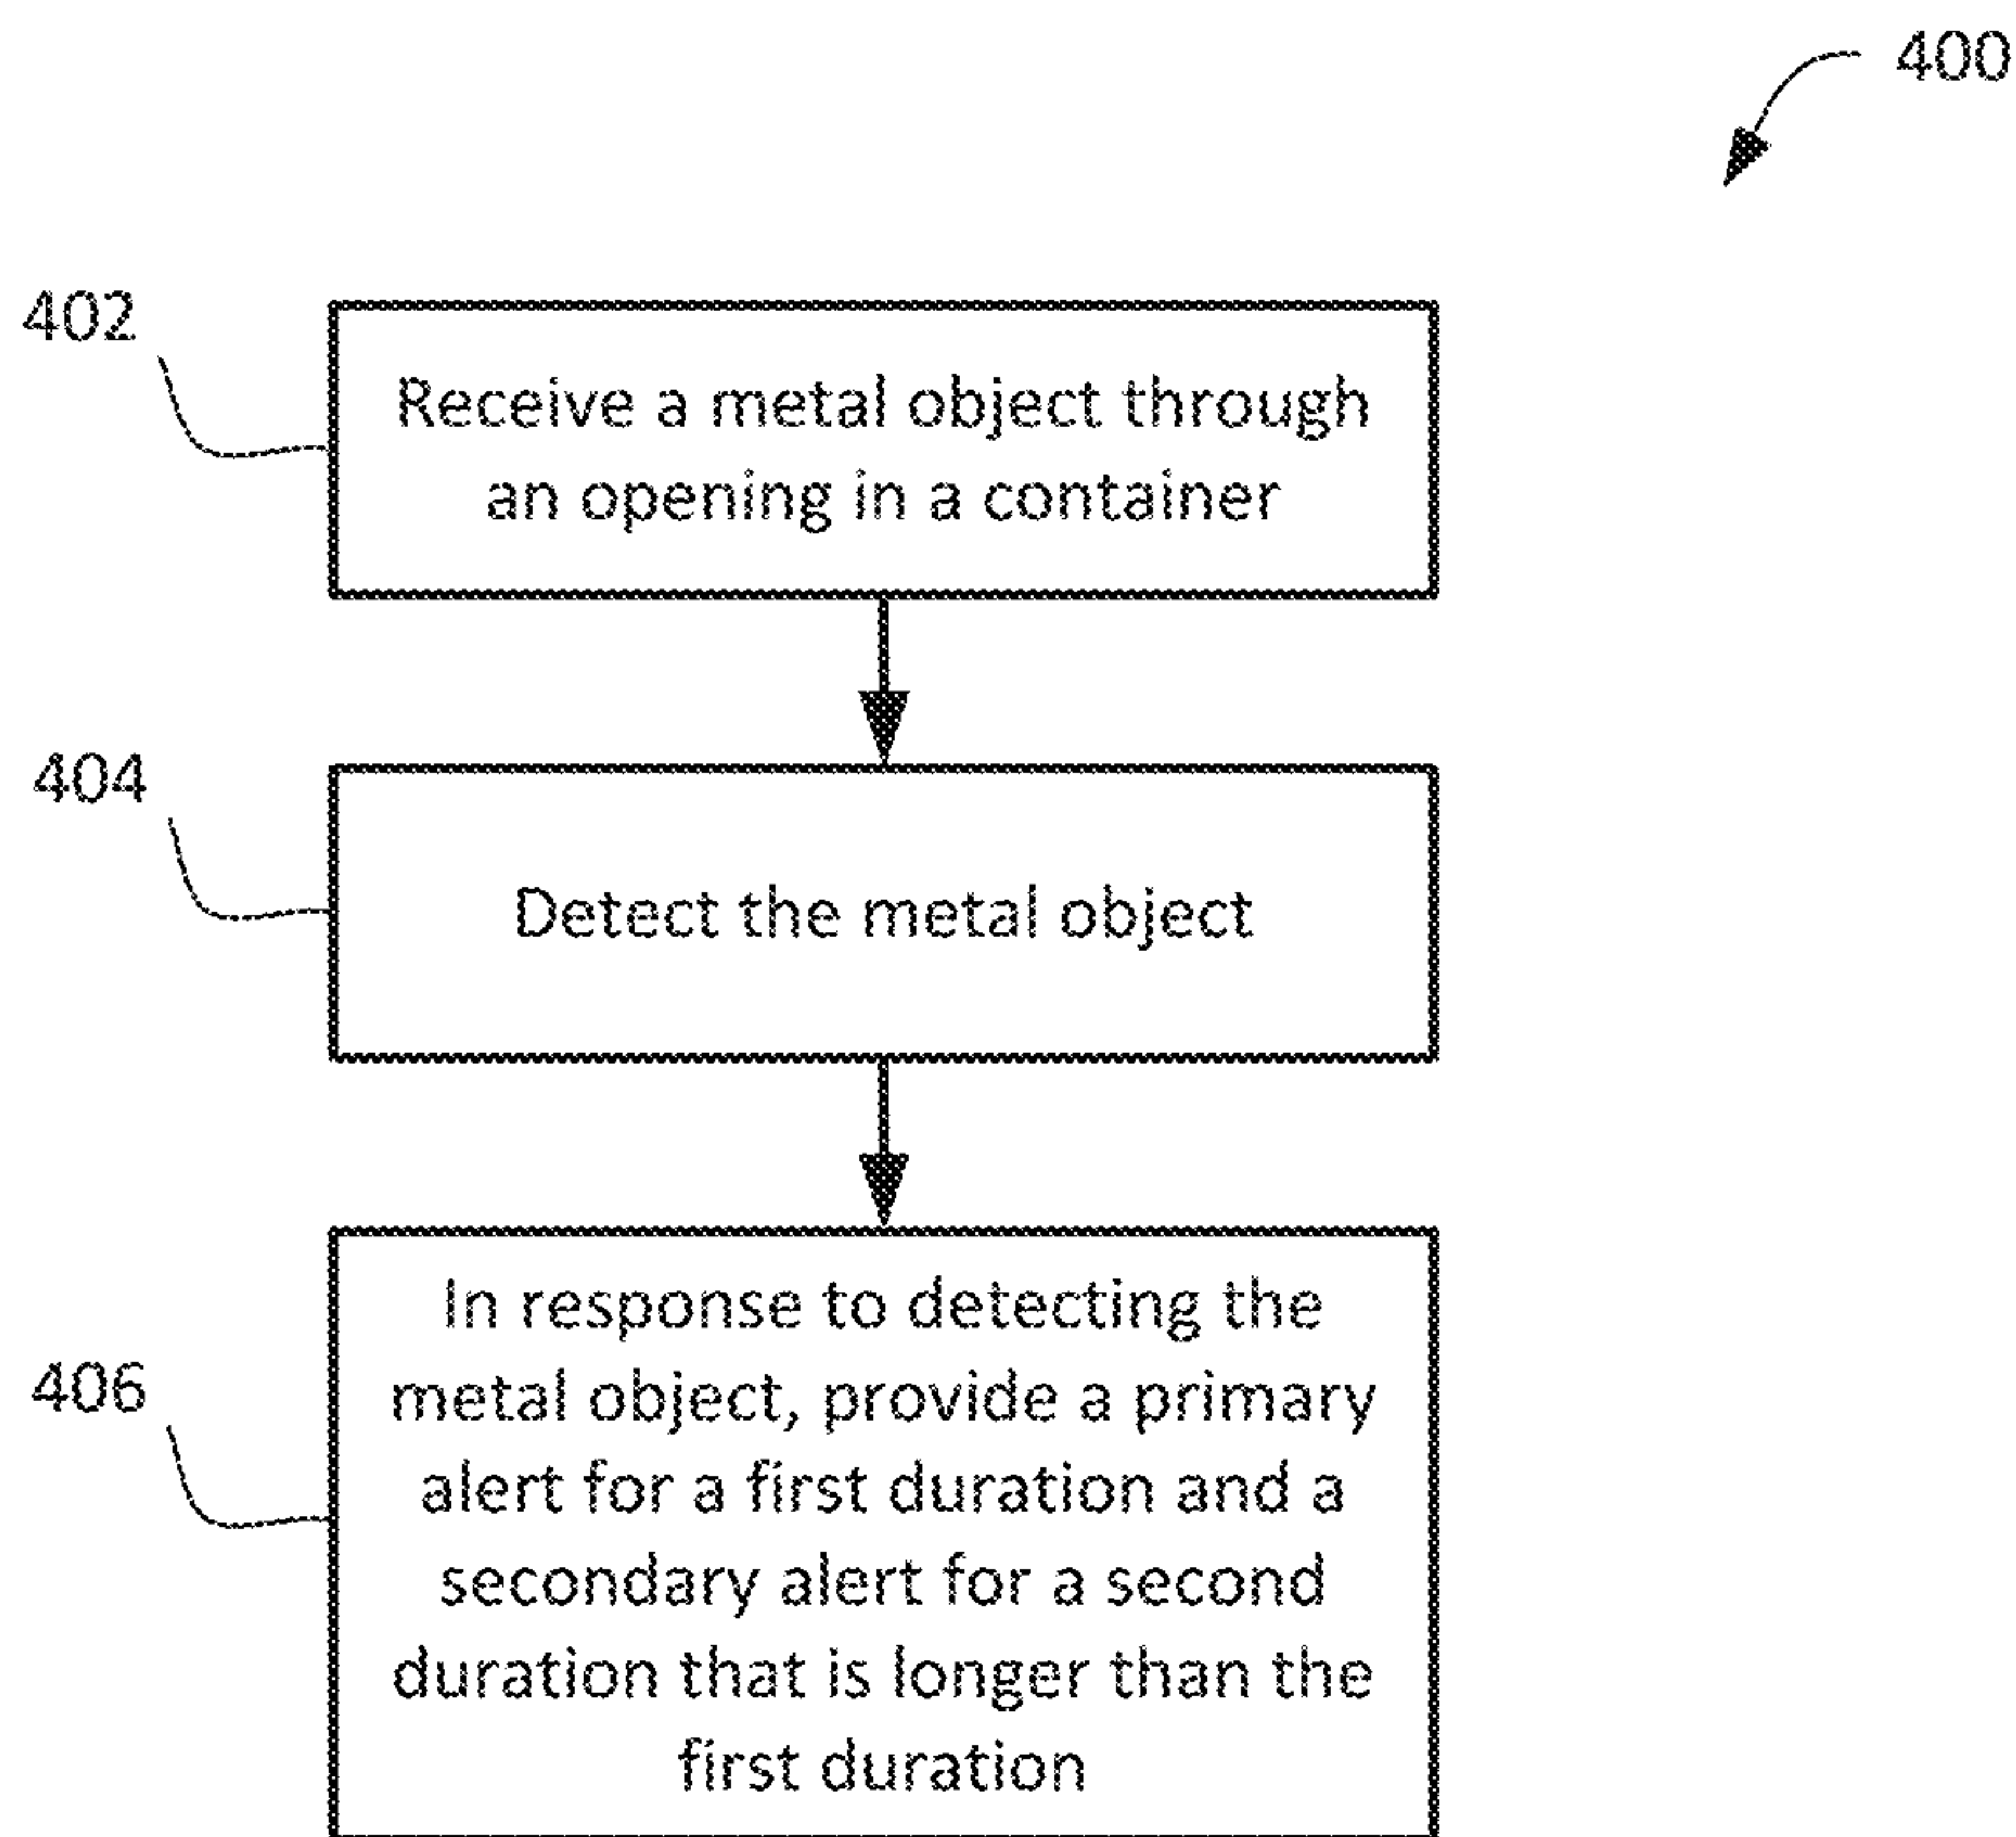 400
402
Receive a metal object through
an opening in a container
404
Detect the metal object
406
In response to detecting the
metal object, provide a primary
alert for a first duration and a
secondary alert for a second
duration that is longer than the
first duration